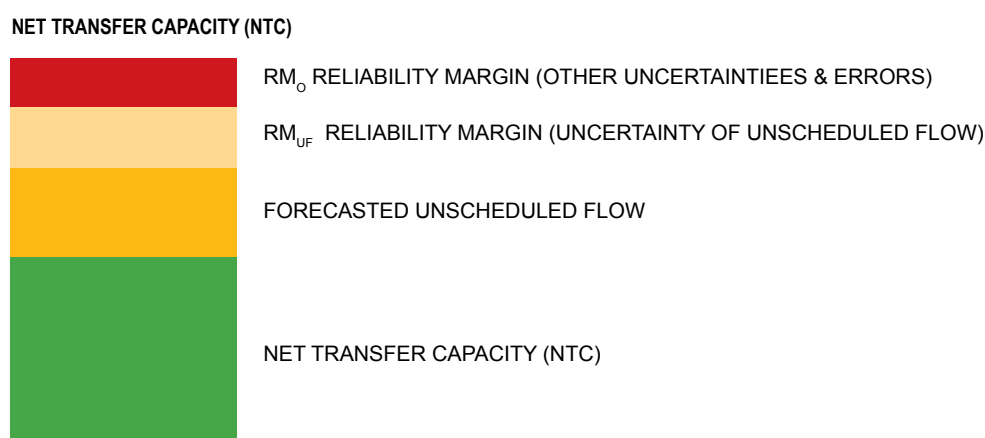 NET TRANSFER CAPACITY (NTC)
RMO RELIABILITY MARGIN (OTHER UNCERTAINTIEES & ERRORS)
RMUF RELIABILITY MARGIN (UNCERTAINTY OF UNSCHEDULED FLOW)
FORECASTED UNSCHEDULED FLOW
NET TRANSFER CAPACITY (NTC)